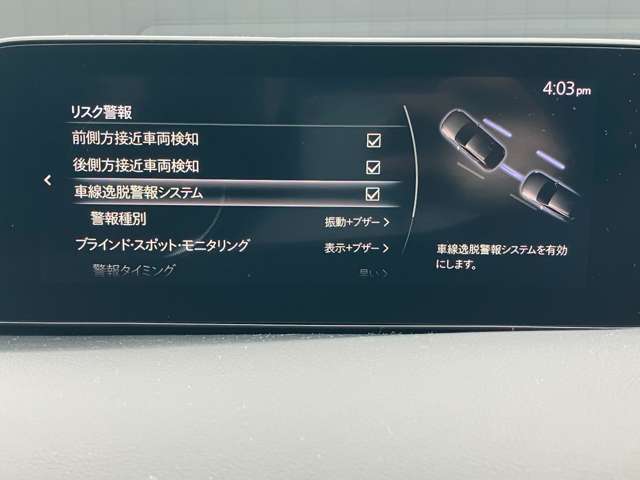 4:03 pm
リスク警報
前側方接近車両検知
後側方接近車両検知
車線逸脱警報システム
警報種別 振動+ブザー
ブラインド・スポット・モニタリング 表示+ブザー
警報タイミング 早い
車線逸脱警報システムを有効
にします。